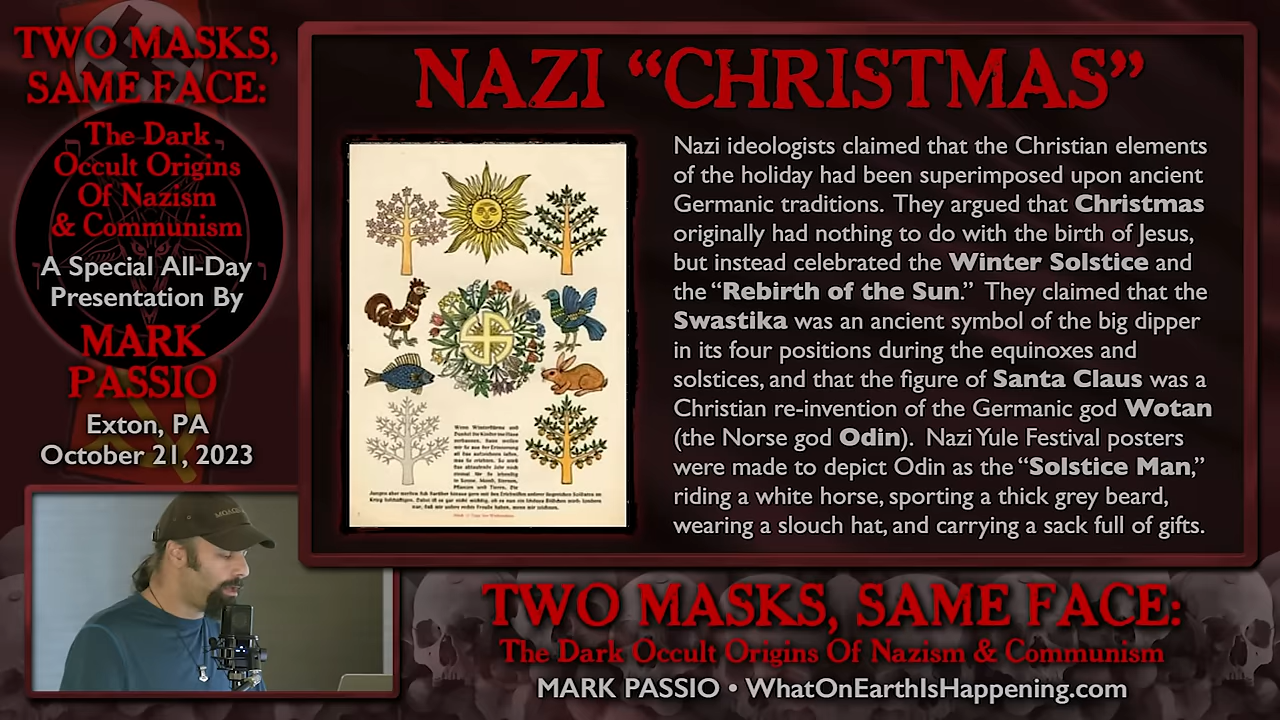 TWO MASKS,
SAME FACE:
The Dark
Occult Origins
Of Nazism
& Communism
A Special All-Day
Presentation By
MARK
PASSIO
Exton, PA
October 21, 2023
NAZI “CHRISTMAS”
Nazi ideologists claimed that the Christian elements
of the holiday had been superimposed upon ancient
Germanic traditions. They argued that Christmas
originally had nothing to do with the birth of Jesus,
but instead celebrated the Winter Solstice and
the “Rebirth of the Sun.” They claimed that the
Swastika was an ancient symbol of the big dipper
in its four positions during the equinoxes and
solstices, and that the figure of Santa Claus was a
Christian re-invention of the Germanic god Wotan
(the Norse god Odin). Nazi Yule Festival posters
were made to depict Odin as the “Solstice Man,”
riding a white horse, sporting a thick grey beard,
wearing a slouch hat, and carrying a sack full of gifts.
TWO MASKS, SAME FACE:
The Dark Occult Origins Of Nazism & Communism
MARK PASSIO • WhatOnEarthIsHappening.com